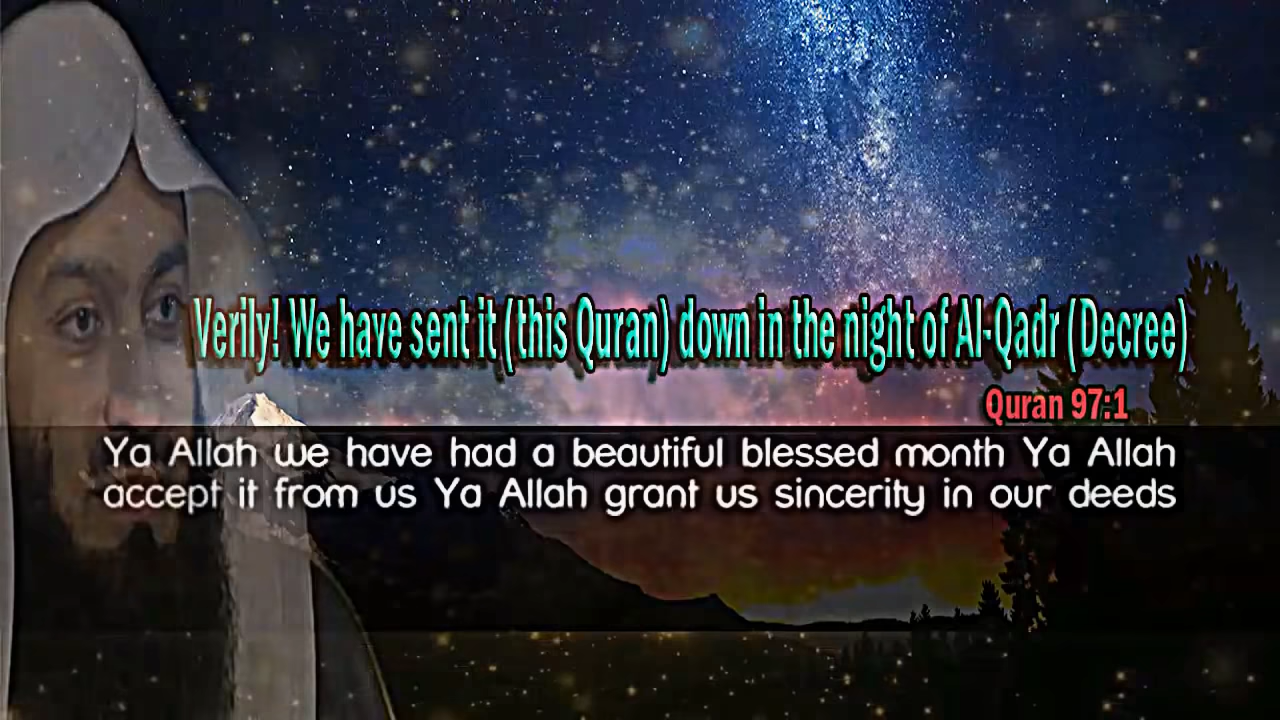 Verily! We have sent it (this Quran) down in the night of Al-Qadr (Decree)
Quran 97:1
Ya Allah we have had a beautiful blessed month Ya Allah
accept it from us Ya Allah grant us sincerity in our deeds